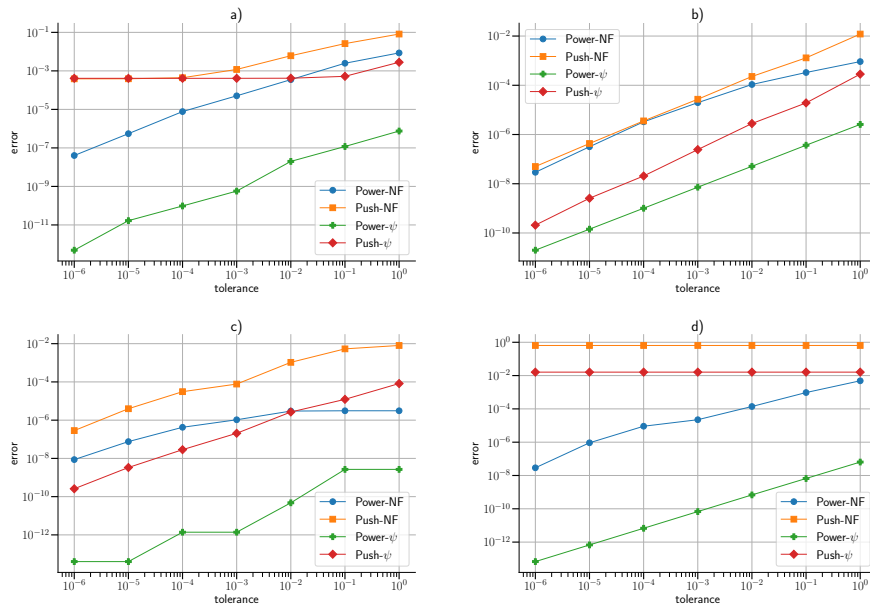 a)
10^{-1}
10^{-3}
10^{-5}
10^{-7}
10^{-9}
10^{-11}
error
Power-NF
Push-NF
Power-ψ
Push-ψ
10^{-6} 10^{-5} 10^{-4} 10^{-3} 10^{-2} 10^{-1} 10^{0}
tolerance
b)
10^{-2}
10^{-4}
10^{-6}
10^{-8}
10^{-10}
error
Power-NF
Push-NF
Power-ψ
Push-ψ
10^{-6} 10^{-5} 10^{-4} 10^{-3} 10^{-2} 10^{-1} 10^{0}
tolerance
c)
10^{-2}
10^{-4}
10^{-6}
10^{-8}
10^{-10}
10^{-12}
error
Power-NF
Push-NF
Power-ψ
Push-ψ
10^{-6} 10^{-5} 10^{-4} 10^{-3} 10^{-2} 10^{-1} 10^{0}
tolerance
d)
10^{0}
10^{-2}
10^{-4}
10^{-6}
10^{-8}
10^{-10}
10^{-12}
error
Power-NF
Push-NF
Power-ψ
Push-ψ
10^{-6} 10^{-5} 10^{-4} 10^{-3} 10^{-2} 10^{-1} 10^{0}
tolerance